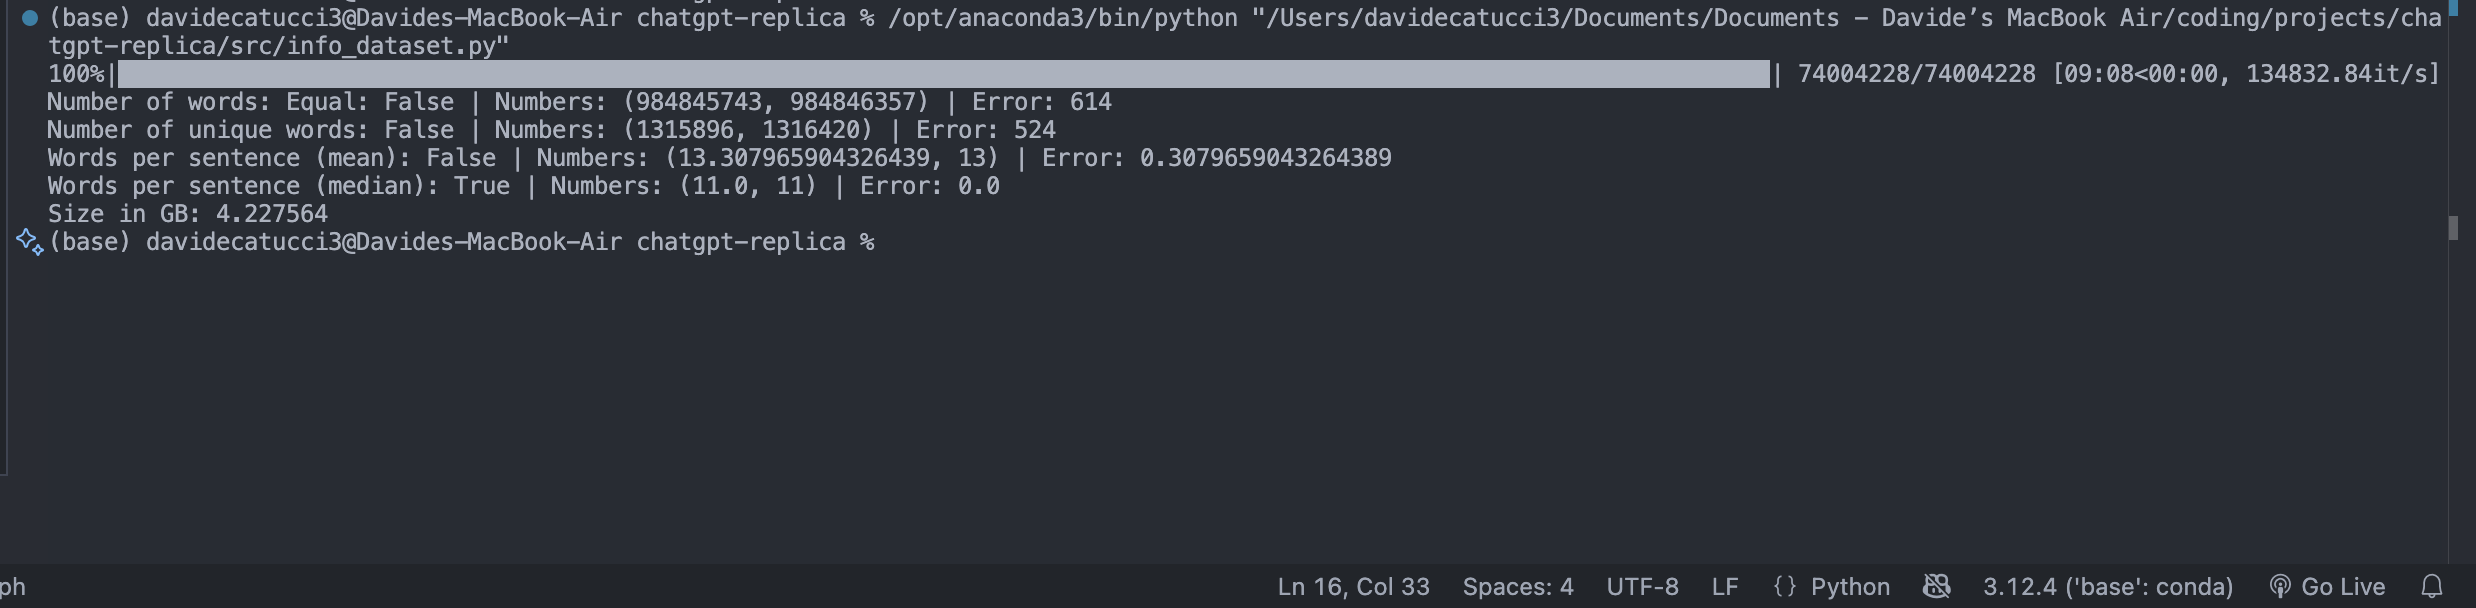 (base) davidecatucci3@Davides-MacBook-Air chatgpt-replica % /opt/anaconda3/bin/python "/Users/davidecatucci3/Documents/Documents - Davide’s MacBook Air/coding/projects/cha
tgpt-replica/src/info_dataset.py"
100%|█| 74004228/74004228 [09:08<00:00, 134832.84it/s]
Number of words: Equal: False | Numbers: (984845743, 984846357) | Error: 614
Number of unique words: False | Numbers: (1315896, 1316420) | Error: 524
Words per sentence (mean): False | Numbers: (13.307965904326439, 13) | Error: 0.3079659043264389
Words per sentence (median): True | Numbers: (11.0, 11) | Error: 0.0
Size in GB: 4.227564
(base) davidecatucci3@Davides-MacBook-Air chatgpt-replica %
ph Ln 16, Col 33 Spaces: 4 UTF-8 LF {} Python 3.12.4 ('base': conda) Go Live